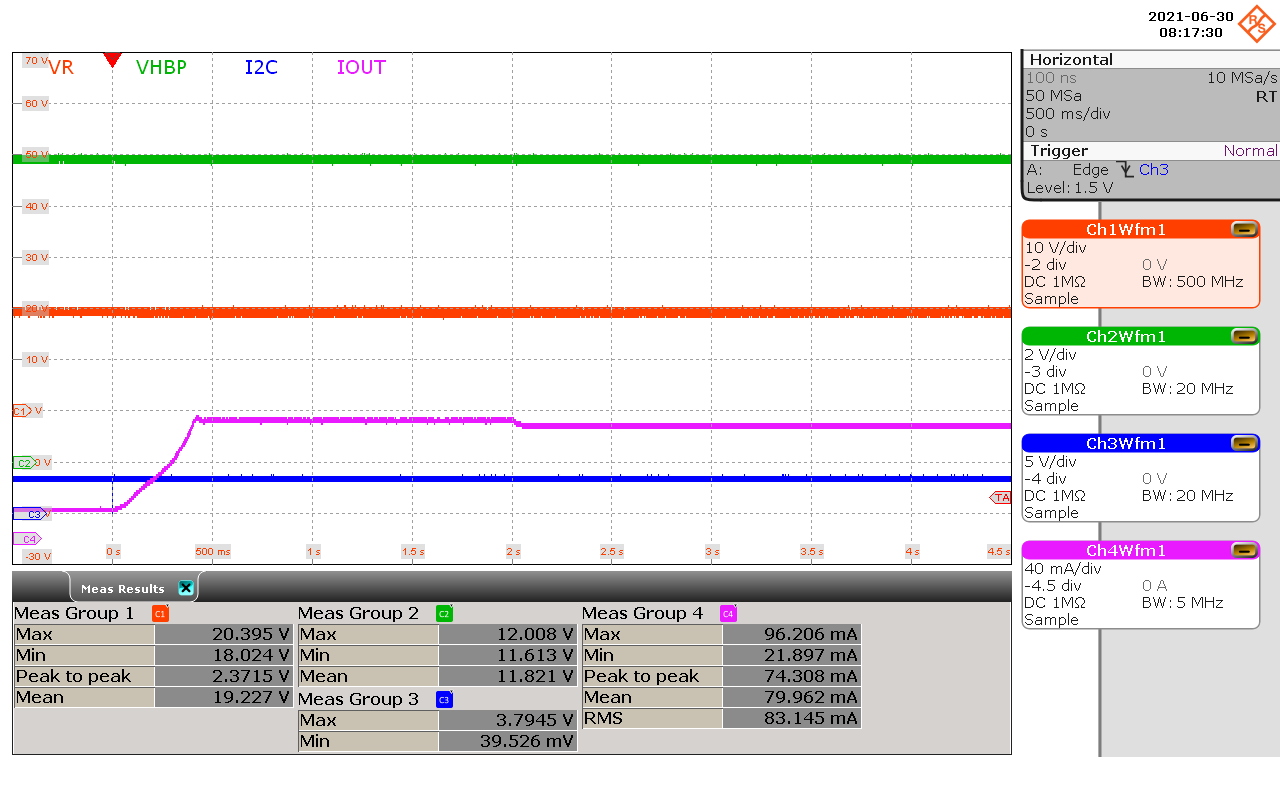 2021-06-30
08:17:30
R&S
VR VHBP I2C IOUT
70 V
60 V
50 V
40 V
30 V
20 V
10 V
C1 V
C2 0 V
C3
C4
-30 V
TA
0 s 500 ms 1 s 1.5 s 2 s 2.5 s 3 s 3.5 s 4 s 4.5 s
Horizontal
100 ns 10 MSa/s
50 MSa RT
500 ms/div
0 s
Trigger Normal
A: Edge Ch3
Level: 1.5 V
Ch1Wfm1
10 V/div
-2 div 0 V
DC 1MΩ BW: 500 MHz
Sample
Ch2Wfm1
2 V/div
-3 div 0 V
DC 1MΩ BW: 20 MHz
Sample
Ch3Wfm1
5 V/div
-4 div 0 V
DC 1MΩ BW: 20 MHz
Sample
Ch4Wfm1
40 mA/div
-4.5 div 0 A
DC 1MΩ BW: 5 MHz
Sample
Meas Results
Meas Group 1 C1
Max 20.395 V
Min 18.024 V
Peak to peak 2.3715 V
Mean 19.227 V
Meas Group 2 C2
Max 12.008 V
Min 11.613 V
Mean 11.821 V
Meas Group 3 C3
Max 3.7945 V
Min 39.526 mV
Meas Group 4 C4
Max 96.206 mA
Min 21.897 mA
Peak to peak 74.308 mA
Mean 79.962 mA
RMS 83.145 mA